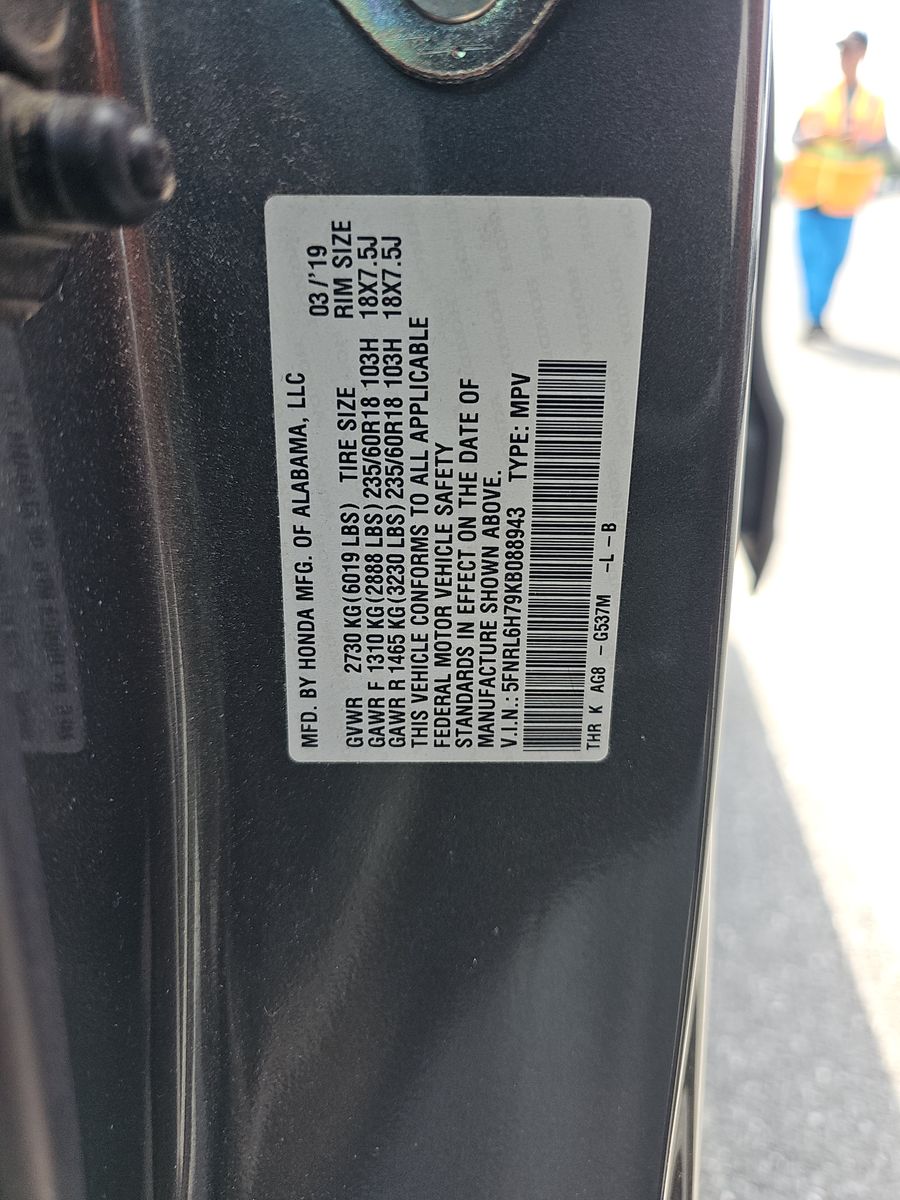 MFD. BY HONDA MFG. OF ALABAMA, LLC 03/'19
GVWR 2730 KG(6019 LBS) TIRE SIZE RIM SIZE
GAWR F 1310 KG(2888 LBS) 235/60R18 103H 18X7.5J
GAWR R 1465 KG(3230 LBS) 235/60R18 103H 18X7.5J
THIS VEHICLE CONFORMS TO ALL APPLICABLE
FEDERAL MOTOR VEHICLE SAFETY
STANDARDS IN EFFECT ON THE DATE OF
MANUFACTURE SHOWN ABOVE.
V.I.N.: 5FNRL6H79KB088943 TYPE: MPV
THR K AG8 -G537M -L -B